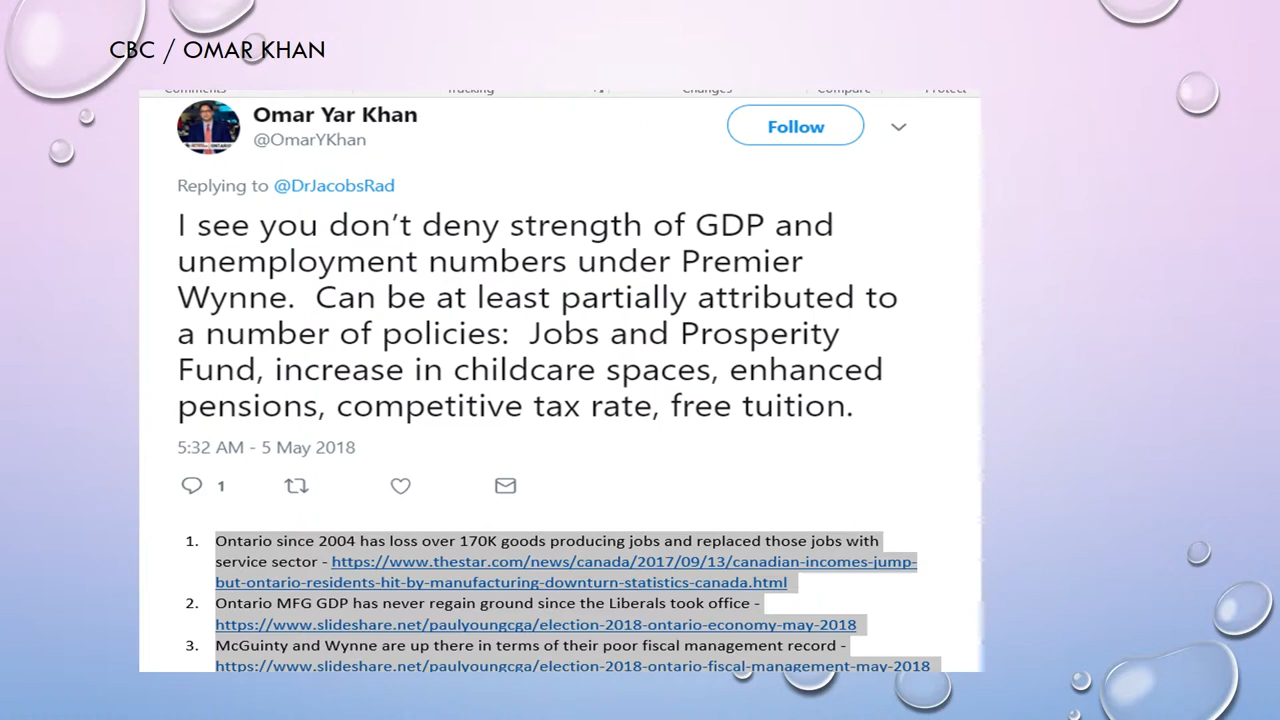 CBC / OMAR KHAN
Comments Tracking Changes Compare Protect
Omar Yar Khan
@OmarYKhan
Follow
Replying to @DrJacobsRad
I see you don't deny strength of GDP and
unemployment numbers under Premier
Wynne. Can be at least partially attributed to
a number of policies: Jobs and Prosperity
Fund, increase in childcare spaces, enhanced
pensions, competitive tax rate, free tuition.
5:32 AM - 5 May 2018
1
1. Ontario since 2004 has loss over 170K goods producing jobs and replaced those jobs with
service sector - https://www.thestar.com/news/canada/2017/09/13/canadian-incomes-jump-
but-ontario-residents-hit-by-manufacturing-downturn-statistics-canada.html
2. Ontario MFG GDP has never regain ground since the Liberals took office -
https://www.slideshare.net/paulyoungcga/election-2018-ontario-economy-may-2018
3. McGuinty and Wynne are up there in terms of their poor fiscal management record -
https://www.slideshare.net/paulyoungcga/election-2018-ontario-fiscal-management-may-2018